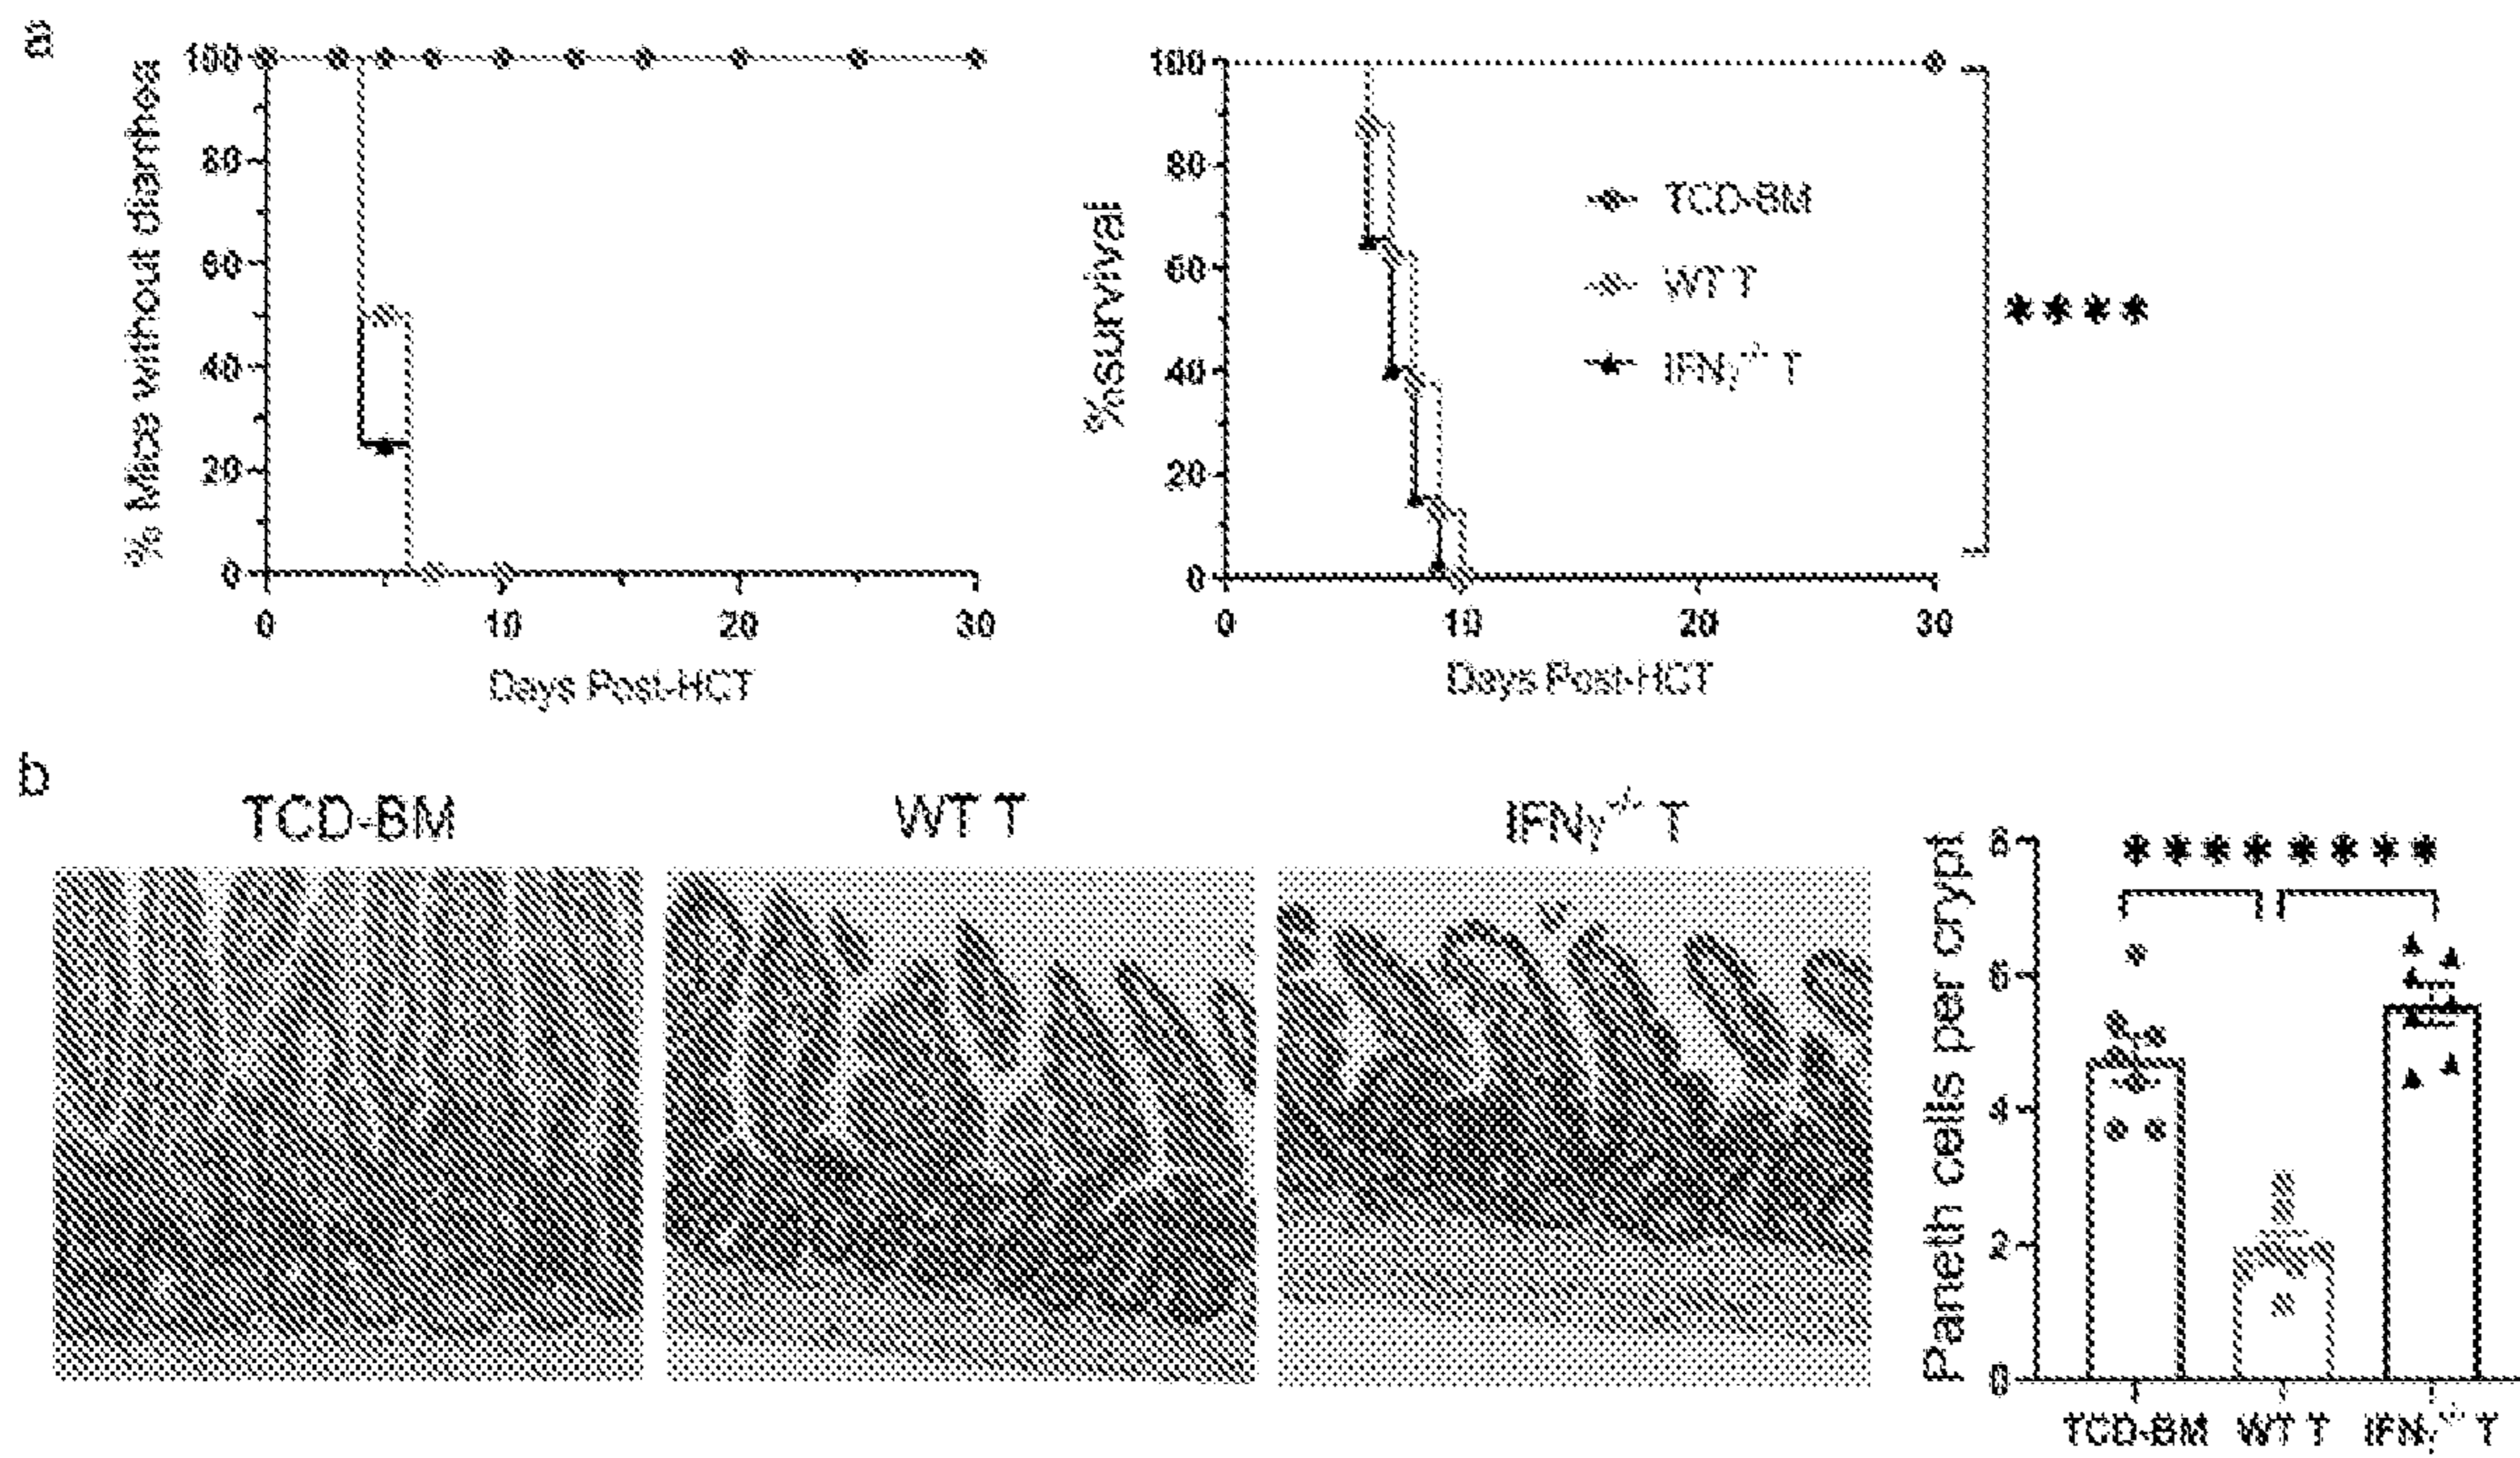 a
% Mice without diarrhea
100
80
60
40
20
0
0 10 20 30
Days Post-HCT
%survival
100
80
60
40
20
0
0 10 20 30
Days Post-HCT
TCD-BM
WT T
IFNγ-/- T
****
b
TCD-BM
WT T
IFNγ-/- T
Paneth cells per crypt
8
6
4
2
0
**** ****
TCD-BM WT T IFNγ-/- T